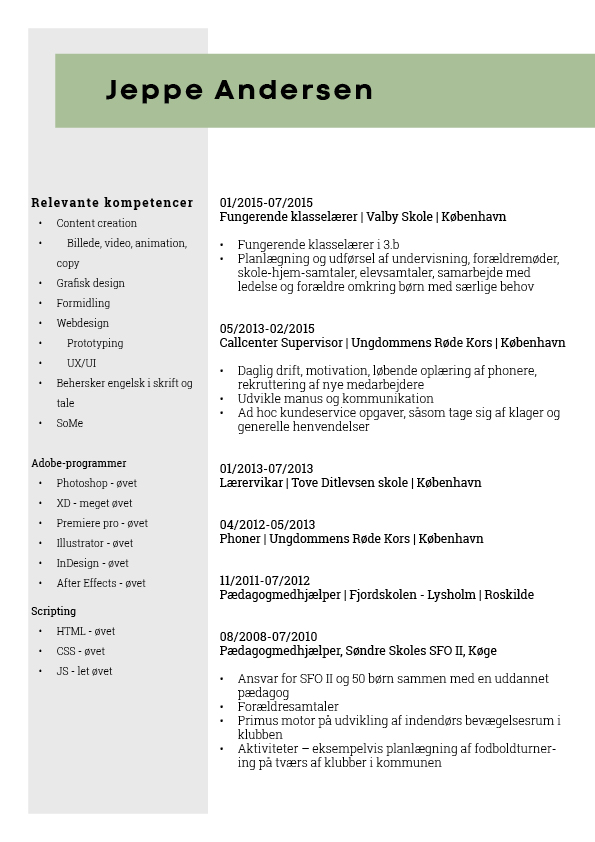 Jeppe Andersen
Relevante kompetencer
• Content creation
• Billede, video, animation,
copy
• Grafisk design
• Formidling
• Webdesign
• Prototyping
• UX/UI
• Behersker engelsk i skrift og
tale
• SoMe
Adobe-programmer
• Photoshop - øvet
• XD - meget øvet
• Premiere pro - øvet
• Illustrator - øvet
• InDesign - øvet
• After Effects - øvet
Scripting
• HTML - øvet
• CSS - øvet
• JS - let øvet
01/2015-07/2015
Fungerende klasselærer | Valby Skole | København
• Fungerende klasselærer i 3.b
• Planlægning og udførsel af undervisning, forældremøder,
skole-hjem-samtaler, elevsamtaler, samarbejde med
ledelse og forældre omkring børn med særlige behov
05/2013-02/2015
Callcenter Supervisor | Ungdommens Røde Kors | København
• Daglig drift, motivation, løbende oplæring af phonere,
rekruttering af nye medarbejdere
• Udvikle manus og kommunikation
• Ad hoc kundeservice opgaver, såsom tage sig af klager og
generelle henvendelser
01/2013-07/2013
Lærervikar | Tove Ditlevsen skole | København
04/2012-05/2013
Phoner | Ungdommens Røde Kors | København
11/2011-07/2012
Pædagogmedhjælper | Fjordskolen - Lysholm | Roskilde
08/2008-07/2010
Pædagogmedhjælper, Søndre Skoles SFO II, Køge
• Ansvar for SFO II og 50 børn sammen med en uddannet
pædagog
• Forældresamtaler
• Primus motor på udvikling af indendørs bevægelsesrum i
klubben
• Aktiviteter – eksempelvis planlægning af fodboldturner-
ing på tværs af klubber i kommunen